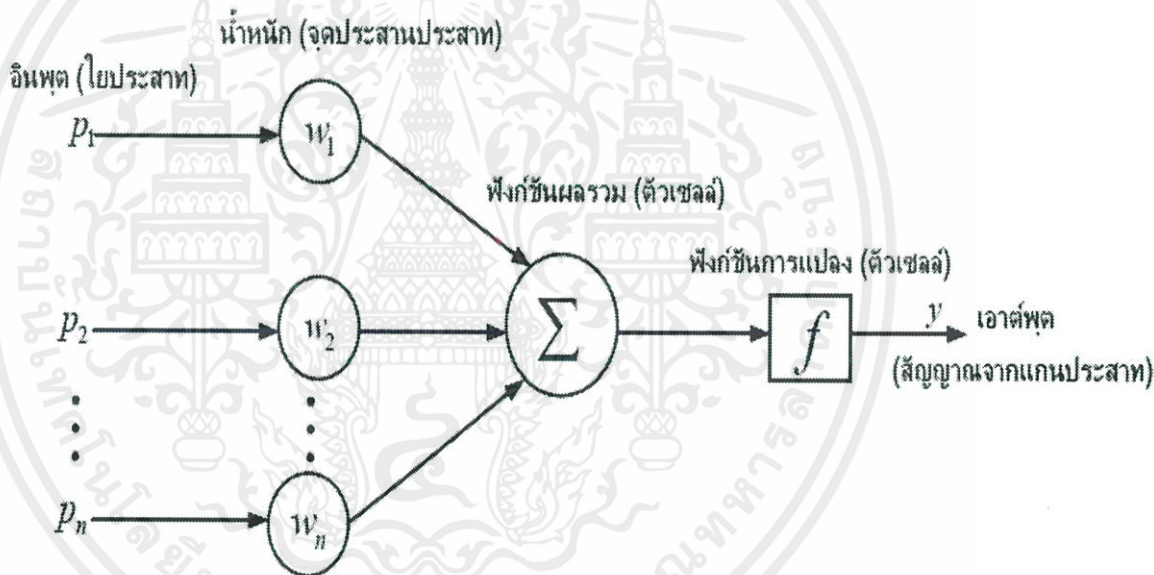 น้ำหนัก (จุดประสานประสาท)
อินพุต (ใยประสาท)
p₁
w₁
ฟังก์ชันผลรวม (ตัวเซลล์)
ฟังก์ชันการแปลง (ตัวเซลล์)
p₂
w₂
Σ
f
y
เอาต์พุต
(สัญญาณจากแกนประสาท)
pₙ
wₙ